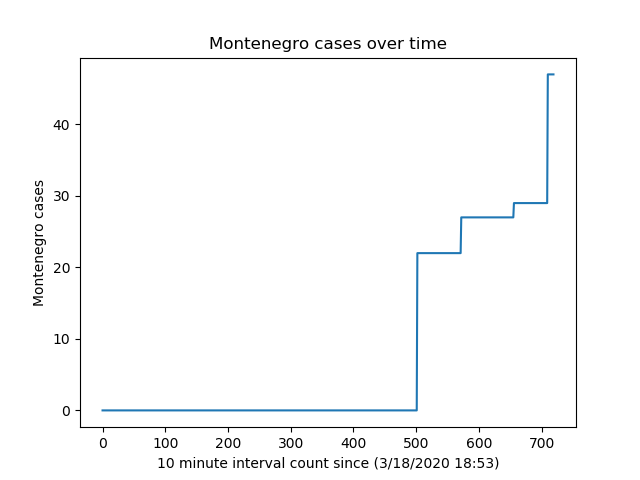 Montenegro cases over time
Montenegro cases
40
30
20
10
0
0 100 200 300 400 500 600 700
10 minute interval count since (3/18/2020 18:53)